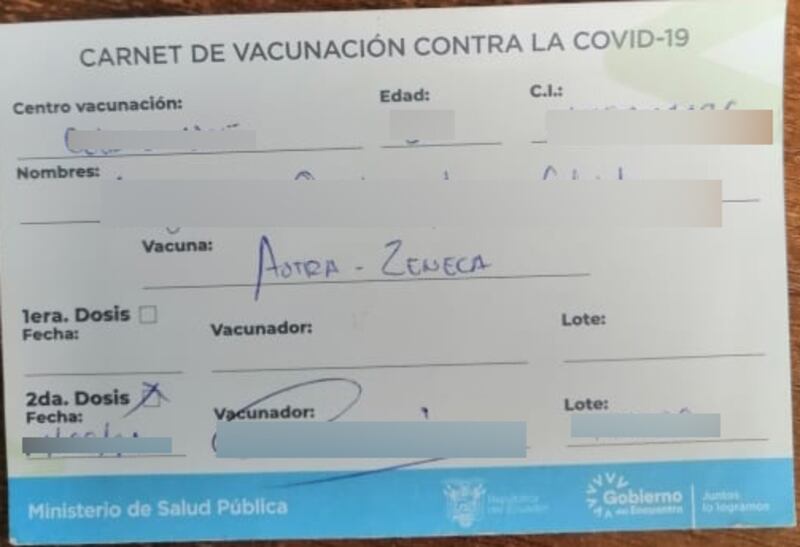 CARNET DE VACUNACIÓN CONTRA LA COVID-19
Centro vacunación:
Edad:
C.I.:
Nombres:
Vacuna: ASTRA - ZENECA
1era. Dosis
Fecha:
Vacunador:
Lote:
2da. Dosis
Fecha:
Vacunador:
Lote:
Ministerio de Salud Pública
República
del Ecuador
Gobierno
del Encuentro
Juntos
lo logramos